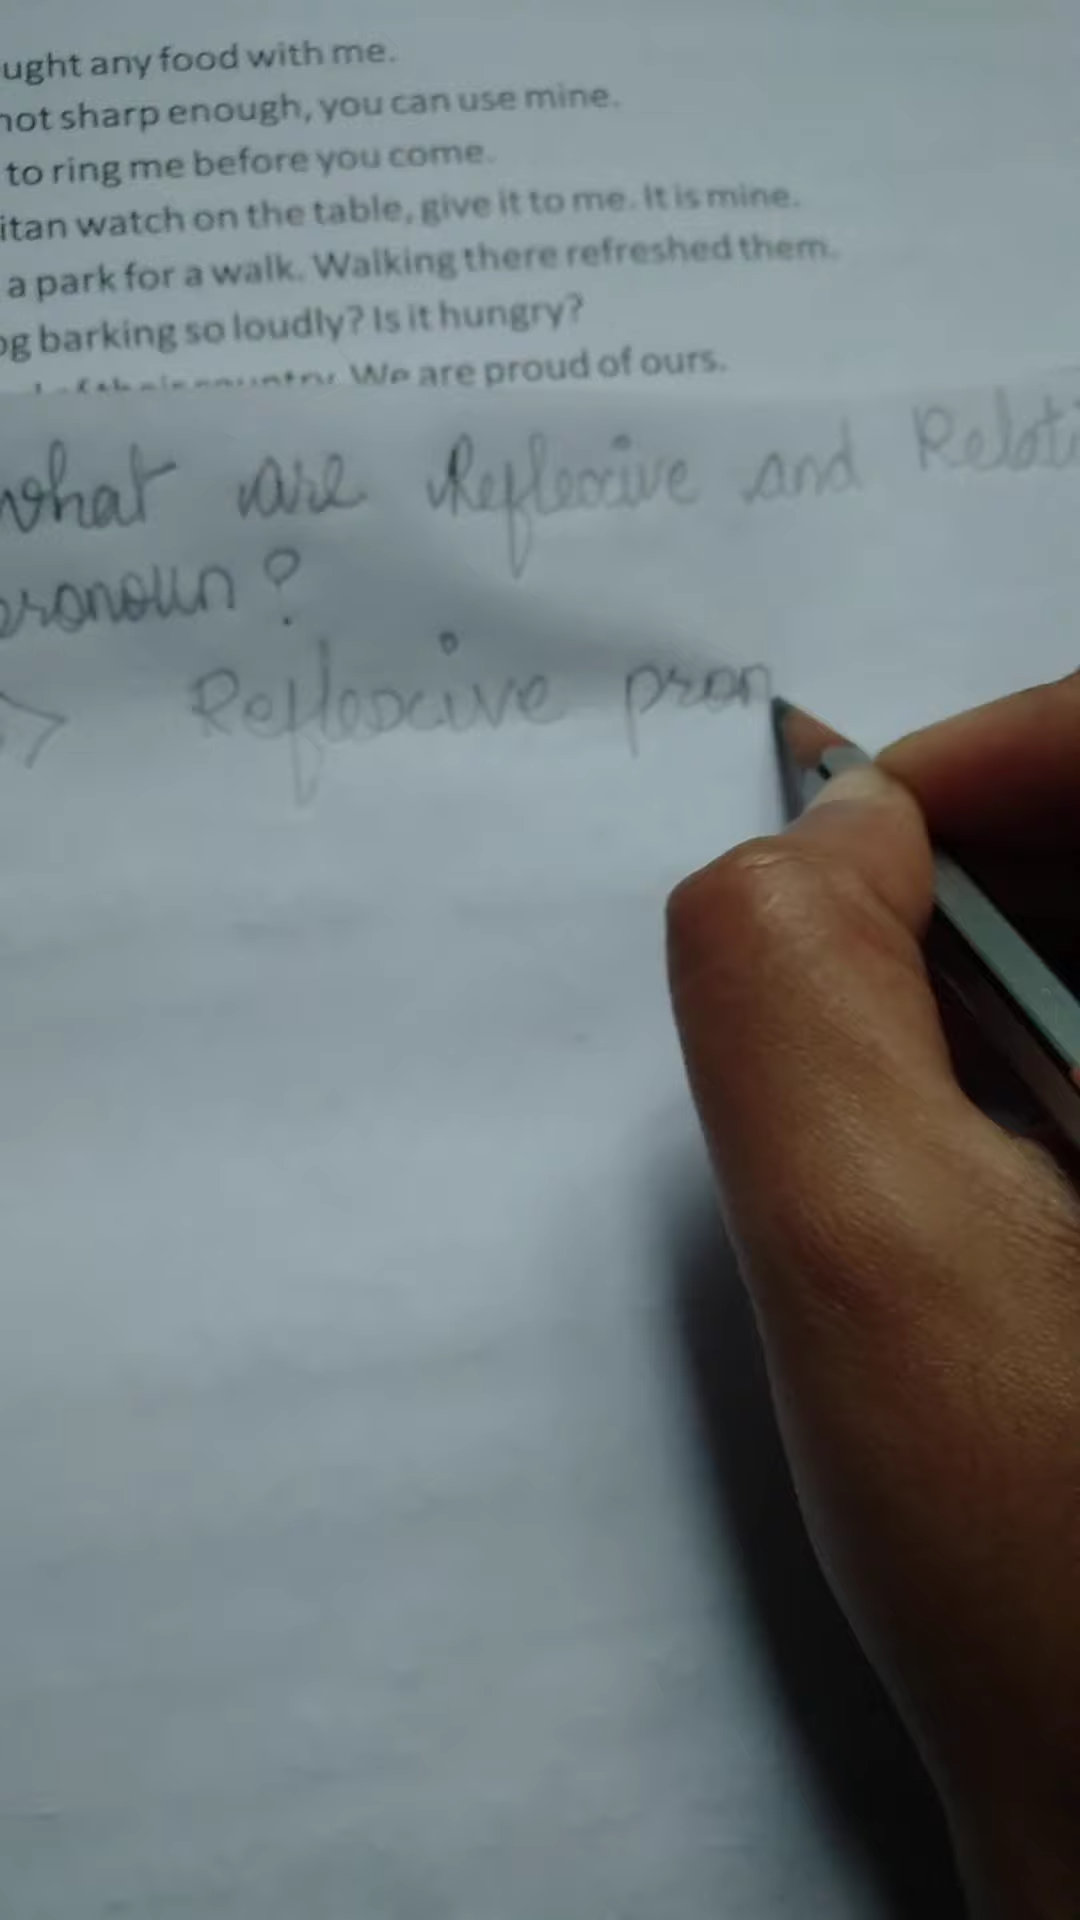 ught any food with me.
not sharp enough, you can use mine.
to ring me before you come.
itan watch on the table, give it to me. It is mine.
a park for a walk. Walking there refreshed them.
og barking so loudly? Is it hungry?
country. We are proud of ours.
what are Reflexive and Relati
pronoun?
Reflexive pron